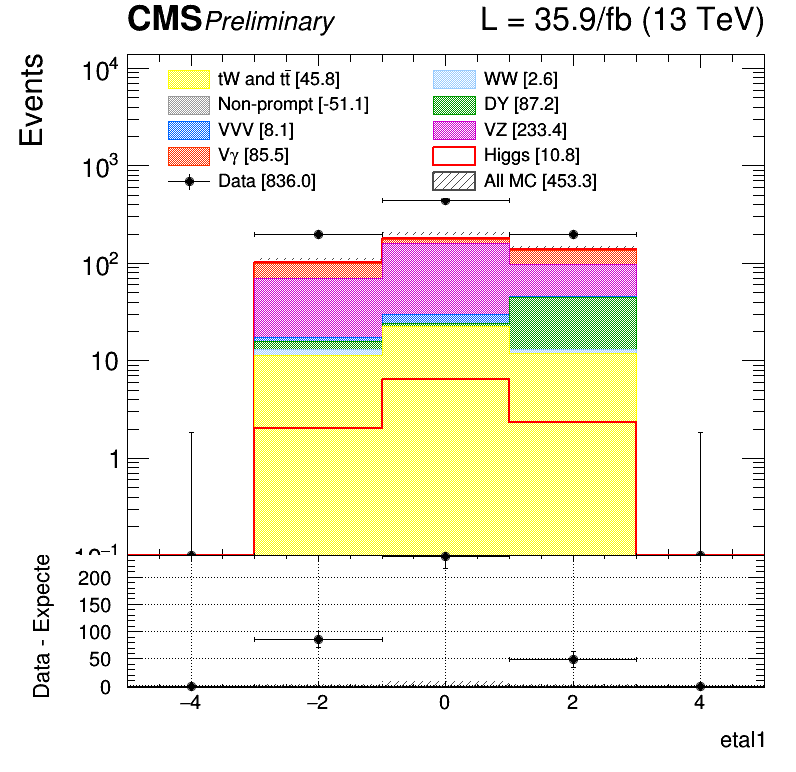 CMS Preliminary L = 35.9/fb (13 TeV)
Events
tW and tt̄ [45.8] WW [2.6]
Non-prompt [-51.1] DY [87.2]
VVV [8.1] VZ [233.4]
Vγ [85.5] Higgs [10.8]
Data [836.0] All MC [453.3]
10⁴
10³
10²
10
1
10⁻¹
Data - Expecte
200
150
100
50
0
−4 −2 0 2 4
etal1